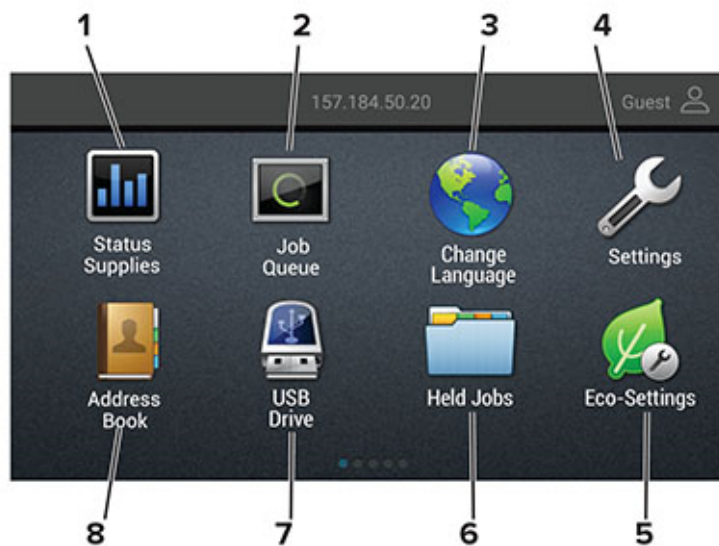 1 2 3 4
157.184.50.20 Guest
Status
Supplies
Job
Queue
Change
Language
Settings
Address
Book
USB
Drive
Held Jobs
Eco-Settings
8 7 6 5